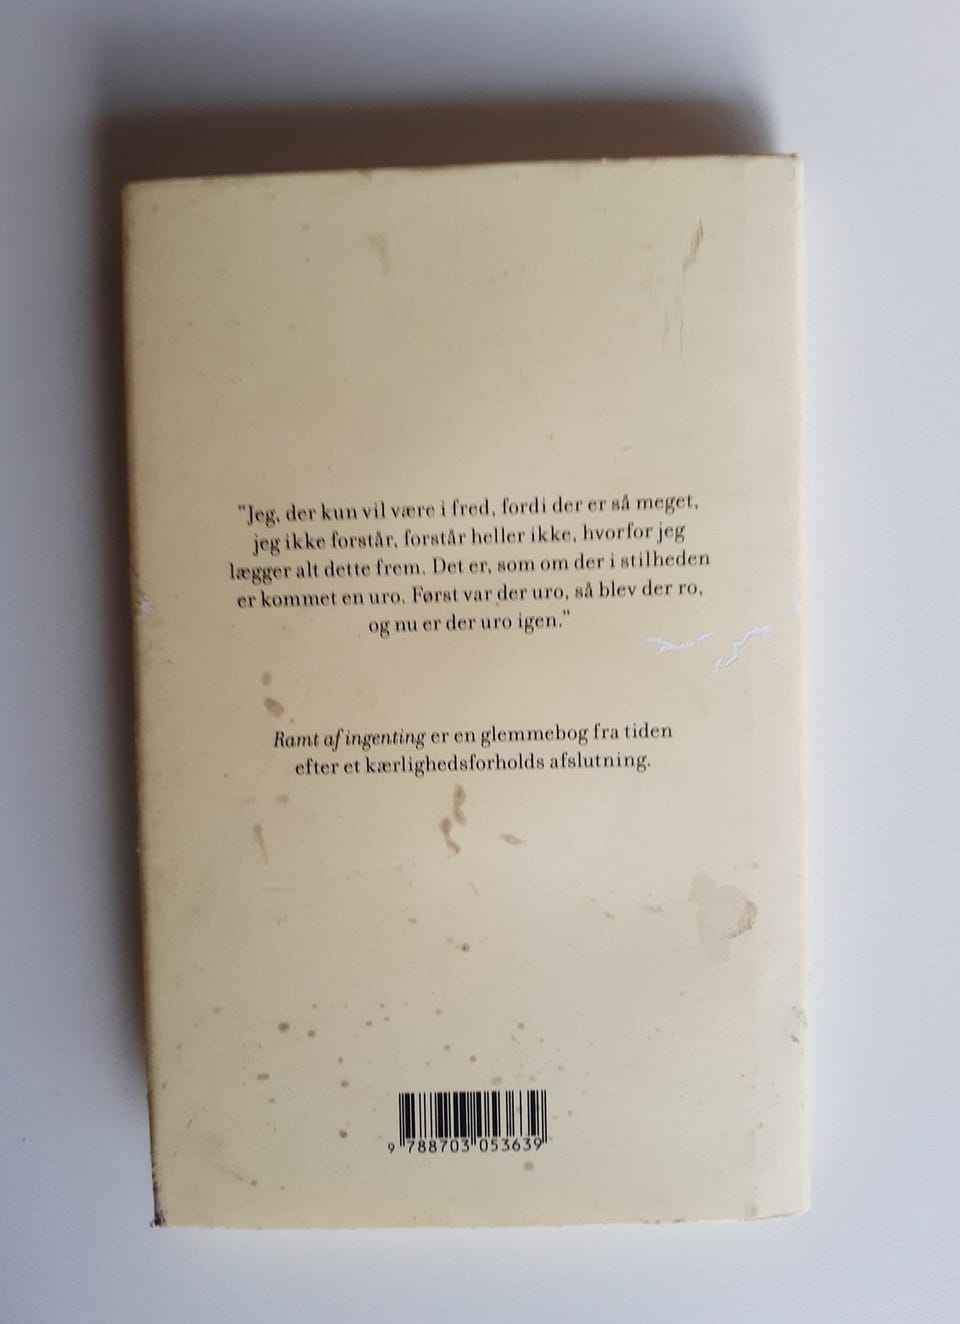 "Jeg, der kun vil være i fred, fordi der er så meget,
jeg ikke forstår, forstår heller ikke, hvorfor jeg
lægger alt dette frem. Det er, som om der i stilheden
er kommet en uro. Først var der uro, så blev der ro,
og nu er der uro igen."
Ramt af ingenting er en glemmebog fra tiden
efter et kærlighedsforholds afslutning.
9 788703 053639